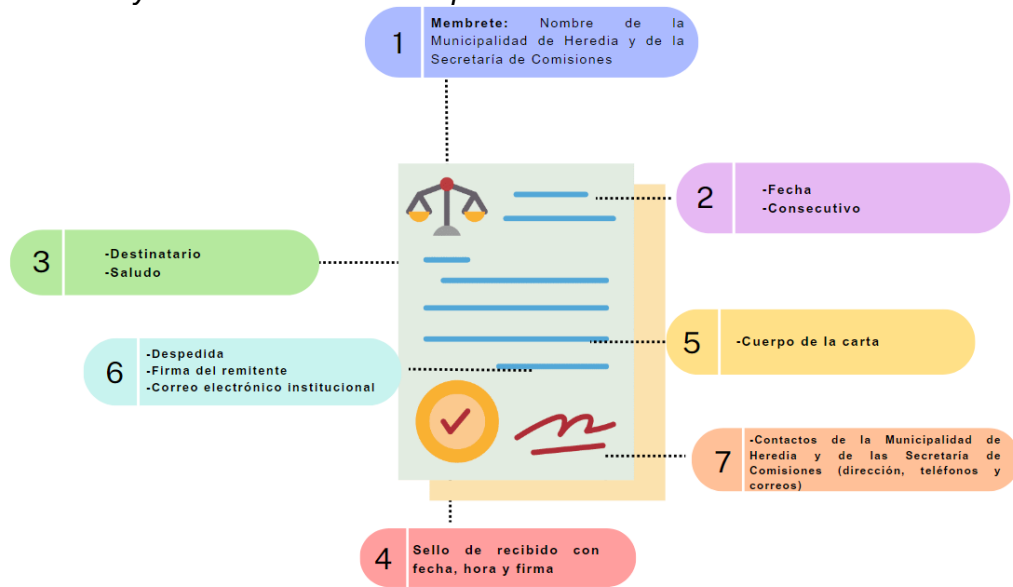 1
Membrete: Nombre de la
Municipalidad de Heredia y de la
Secretaría de Comisiones
2
-Fecha
-Consecutivo
3
-Destinatario
-Saludo
5
-Cuerpo de la carta
6
-Despedida
-Firma del remitente
-Correo electrónico institucional
7
-Contactos de la Municipalidad de
Heredia y de las Secretaría de
Comisiones (dirección, teléfonos y
correos)
4
Sello de recibido con
fecha, hora y firma